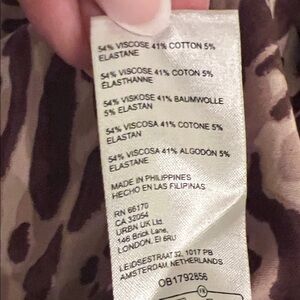 54% VISCOSE 41% COTTON 5%
ELASTANE
54% VISCOSE 41% COTON 5%
ELASTHANNE
54% VISKOSE 41% BAUMWOLLE
5% ELASTAN
54% VISCOSA 41% COTONE 5%
ELASTAN
54% VISCOSA 41% ALGODÓN 5%
ELASTANE
MADE IN PHILIPPINES
HECHO EN LAS FILIPINAS
RN 66170
CA 32054
URBN UK Ltd.
146 Brick Lane,
LONDON, E1 6RU
LEIDSESTRAAT 32, 1017 PB
AMSTERDAM, NETHERLANDS
OB1792856